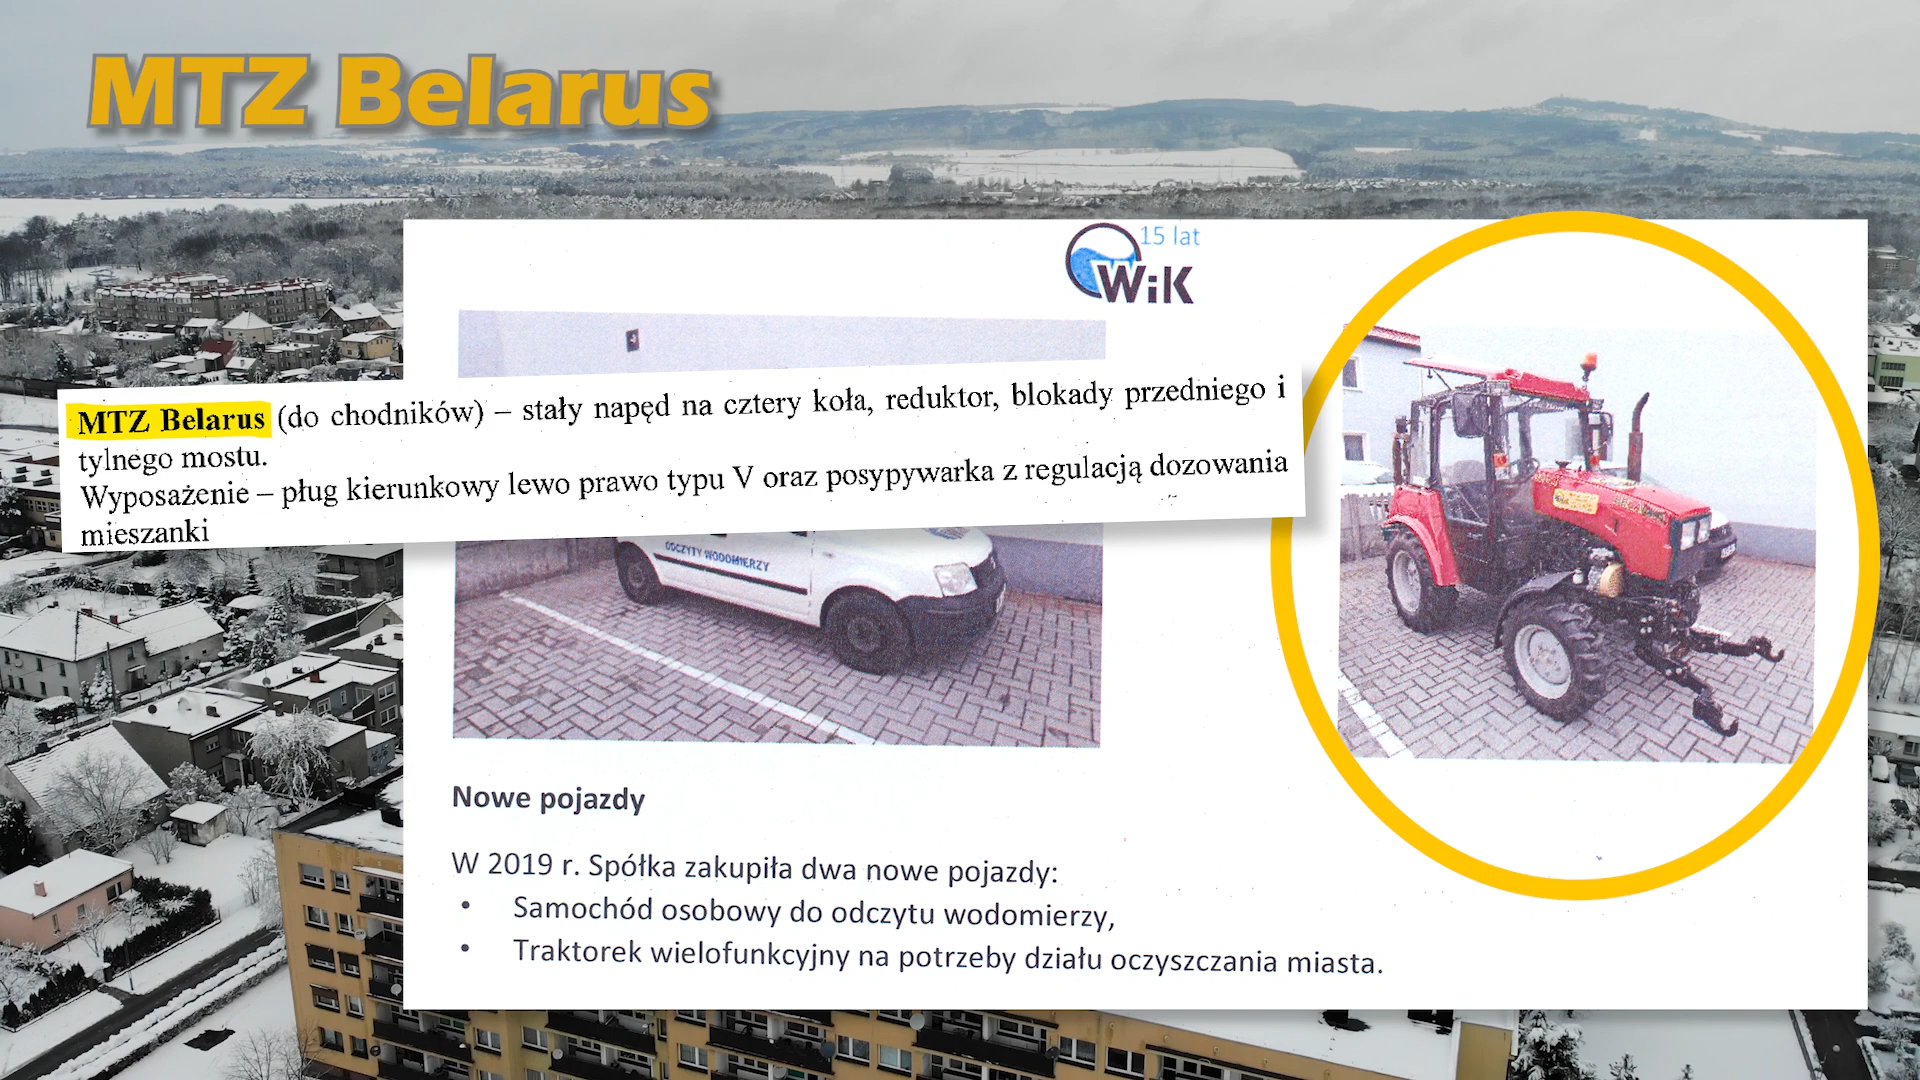 MTZ Belarus
15 lat
WiK
MTZ Belarus (do chodników) – stały napęd na cztery koła, reduktor, blokady przedniego i
tylnego mostu.
Wyposażenie – pług kierunkowy lewo prawo typu V oraz posypywarka z regulacją dozowania
mieszanki
ODCZYTY WODOMIERZY
Nowe pojazdy
W 2019 r. Spółka zakupiła dwa nowe pojazdy:
• Samochód osobowy do odczytu wodomierzy,
• Traktorek wielofunkcyjny na potrzeby działu oczyszczania miasta.